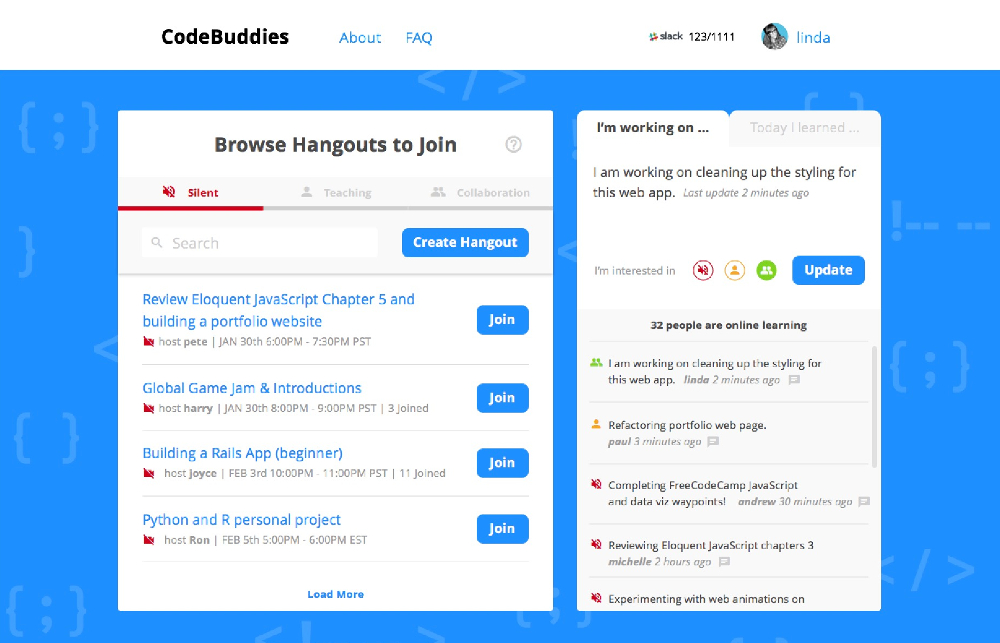 CodeBuddies
About
FAQ
slack 123/1111
linda
Browse Hangouts to Join
Silent
Teaching
Collaboration
Search
Create Hangout
Review Eloquent JavaScript Chapter 5 and
building a portfolio website
host pete | JAN 30th 6:00PM - 7:30PM PST
Join
Global Game Jam & Introductions
host harry | JAN 30th 8:00PM - 9:00PM PST | 3 Joined
Join
Building a Rails App (beginner)
host joyce | FEB 3rd 10:00PM - 11:00PM PST | 11 Joined
Join
Python and R personal project
host Ron | FEB 5th 5:00PM - 6:00PM EST
Join
Load More
I'm working on ...
Today I learned ...
I am working on cleaning up the styling for
this web app. Last update 2 minutes ago
I'm interested in
Update
32 people are online learning
I am working on cleaning up the styling for
this web app. linda 2 minutes ago
Refactoring portfolio web page.
paul 3 minutes ago
Completing FreeCodeCamp JavaScript
and data viz waypoints! andrew 30 minutes ago
Reviewing Eloquent JavaScript chapters 3
michelle 2 hours ago
Experimenting with web animations on